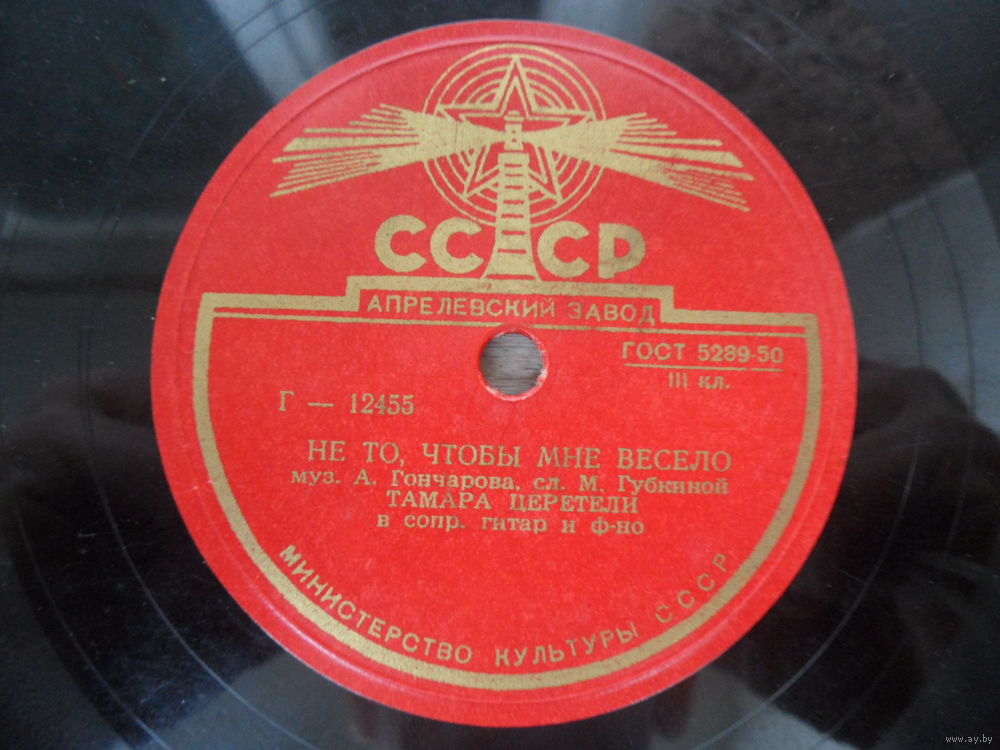 СССР
АПРЕЛЕВСКИЙ ЗАВОД
ГОСТ 5289-50
III кл.
Г — 12455
НЕ ТО, ЧТОБЫ МНЕ ВЕСЕЛО
муз. А. Гончарова, сл. М. Губкиной
ТАМАРА ЦЕРЕТЕЛИ
в сопр. гитар и ф-но
МИНИСТЕРСТВО КУЛЬТУРЫ СССР
www.ay.by